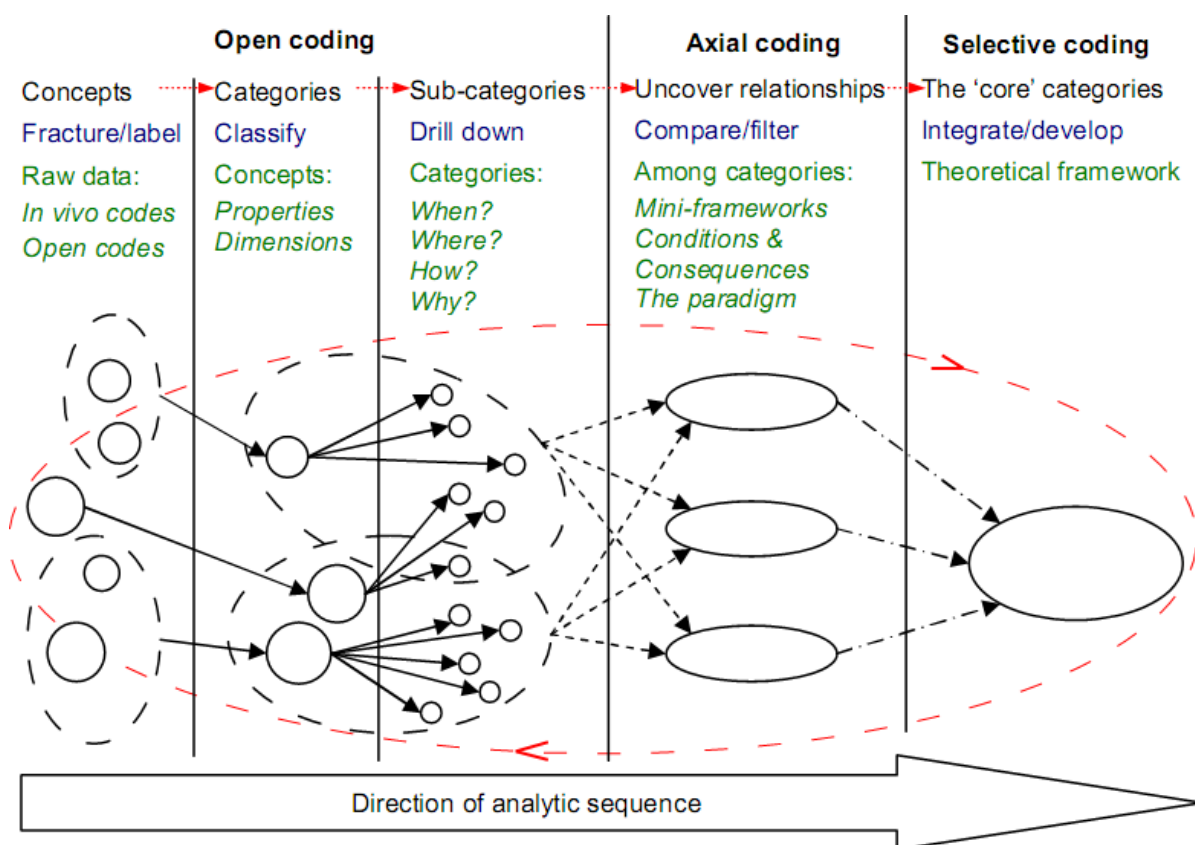 Open coding
Axial coding
Selective coding
Concepts
Categories
Sub-categories
Uncover relationships
The ‘core’ categories
Fracture/label
Classify
Drill down
Compare/filter
Integrate/develop
Raw data:
In vivo codes
Open codes
Concepts:
Properties
Dimensions
Categories:
When?
Where?
How?
Why?
Among categories:
Mini-frameworks
Conditions &
Consequences
The paradigm
Theoretical framework
Direction of analytic sequence